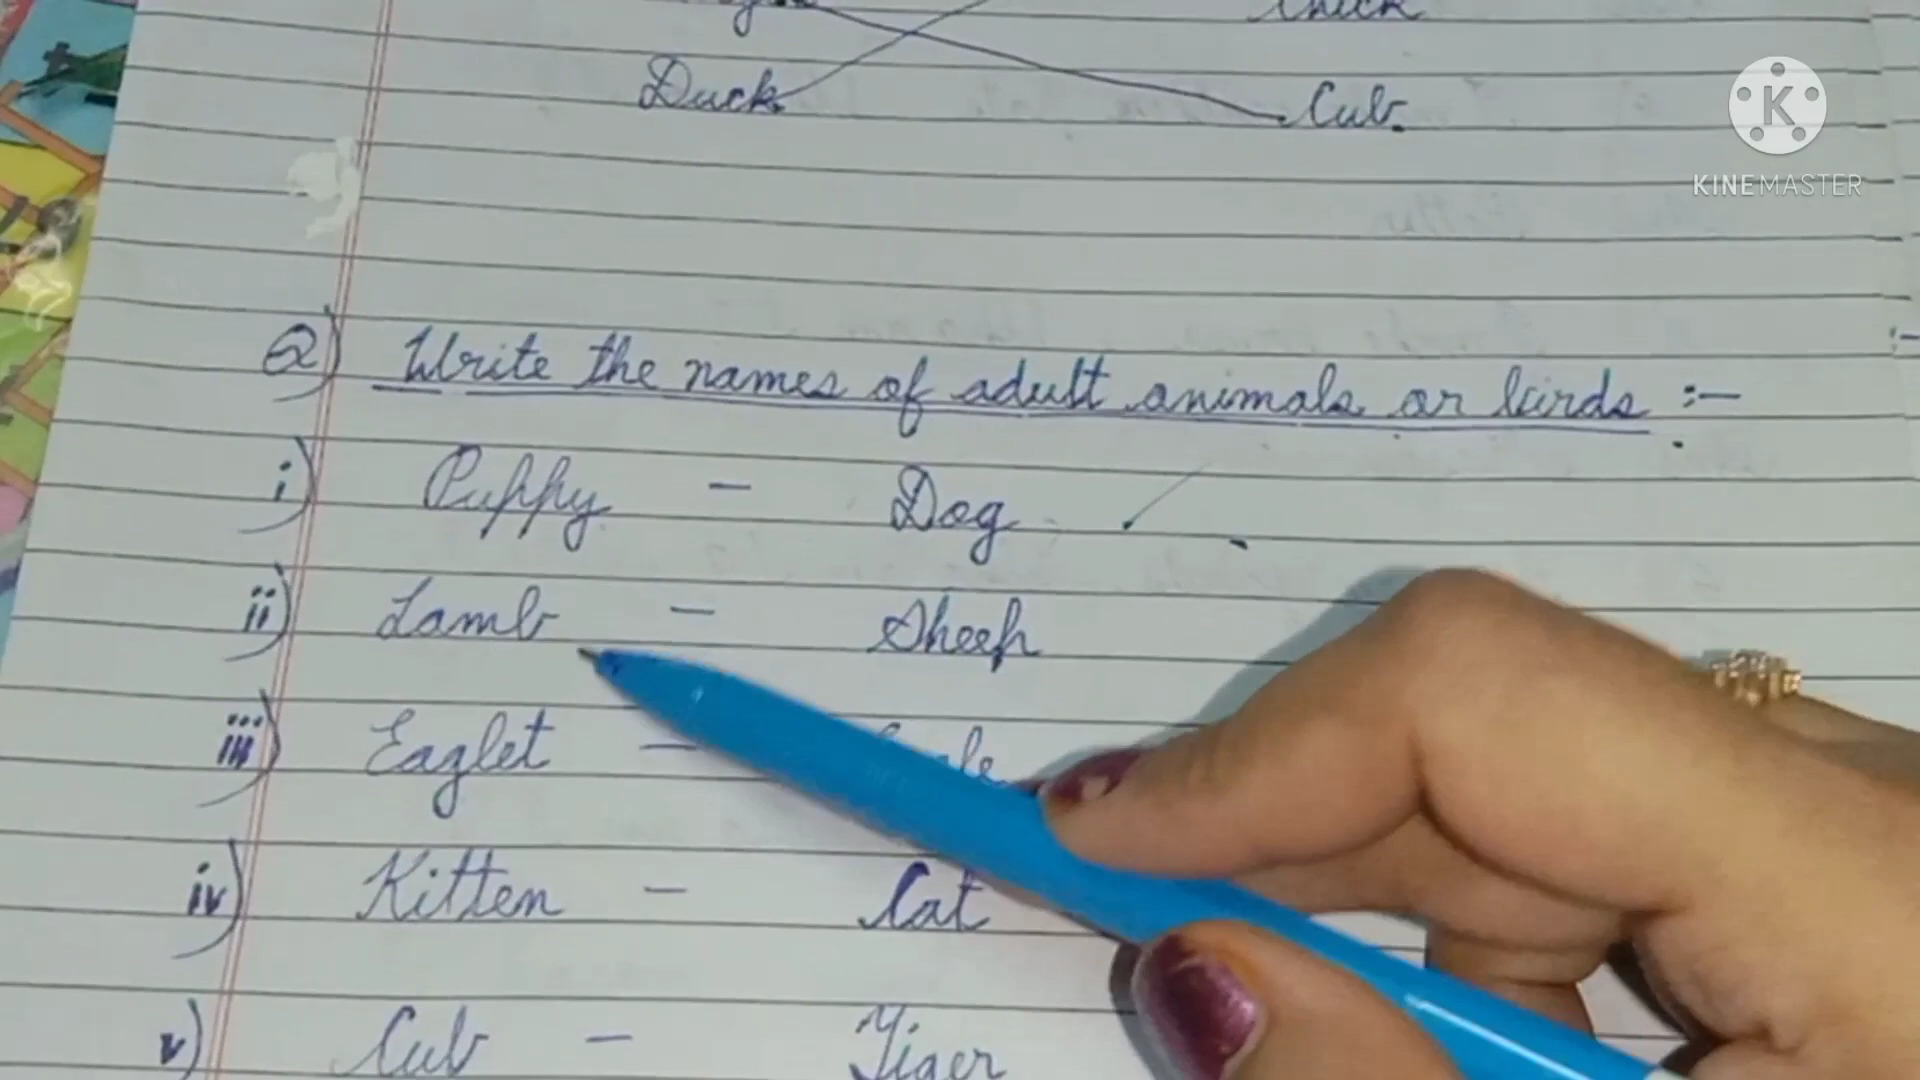 Chick
Duck Cub
Q) Write the names of adult animals or birds :-
i) Puppy - Dog
ii) Lamb - Sheep
iii) Eaglet -
iv) Kitten - Cat
v) Cub - Tiger
KINEMASTER